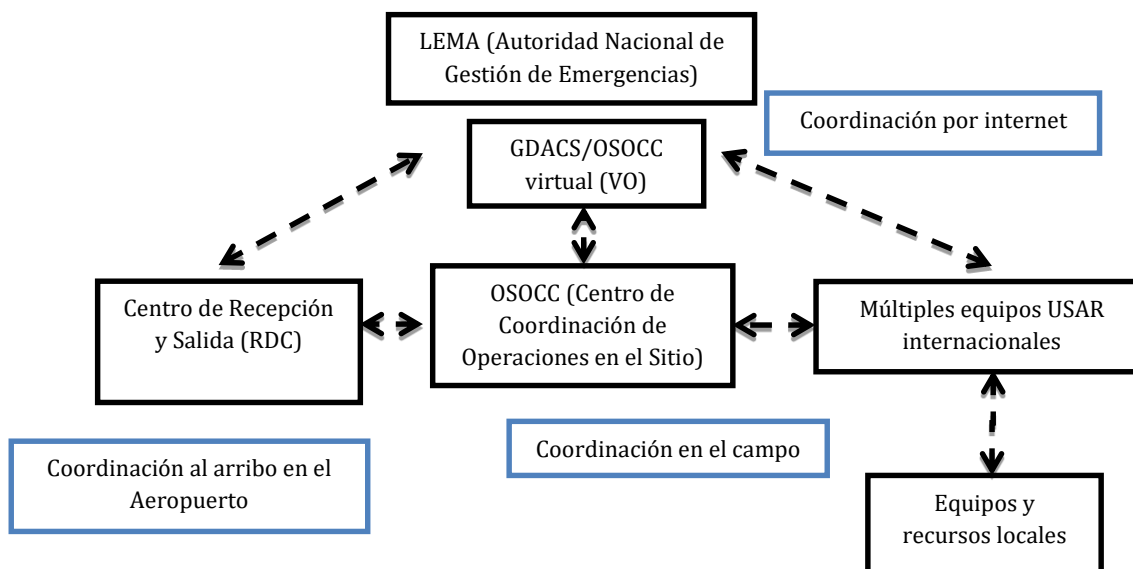 LEMA (Autoridad Nacional de
Gestión de Emergencias)
Coordinación por internet
GDACS/OSOCC
virtual (VO)
Centro de Recepción
y Salida (RDC)
OSOCC (Centro de
Coordinación de
Operaciones en el Sitio)
Múltiples equipos USAR
internacionales
Coordinación al arribo en el
Aeropuerto
Coordinación en el campo
Equipos y
recursos locales